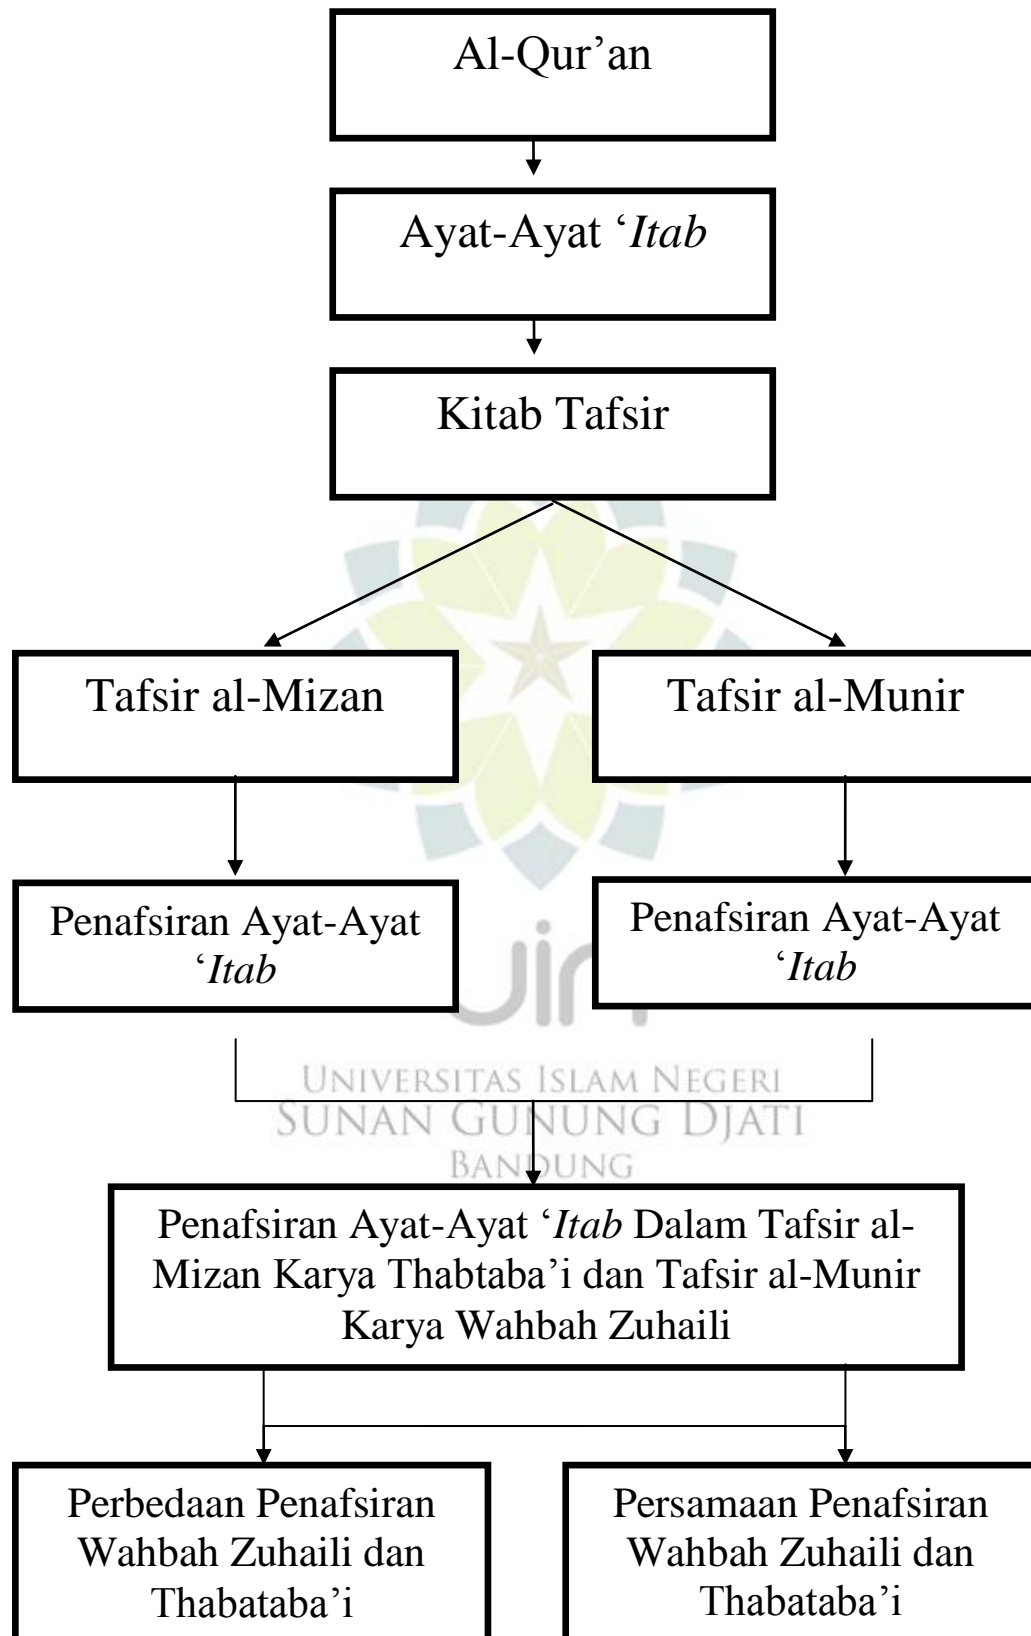 Al-Qur’an
Ayat-Ayat ‘Itab
Kitab Tafsir
Tafsir al-Mizan
Tafsir al-Munir
Penafsiran Ayat-Ayat
‘Itab
Penafsiran Ayat-Ayat
‘Itab
uin
UNIVERSITAS ISLAM NEGERI
SUNAN GUNUNG DJATI
BANDUNG
Penafsiran Ayat-Ayat ‘Itab Dalam Tafsir al-
Mizan Karya Thabtaba’i dan Tafsir al-Munir
Karya Wahbah Zuhaili
Perbedaan Penafsiran
Wahbah Zuhaili dan
Thabataba’i
Persamaan Penafsiran
Wahbah Zuhaili dan
Thabataba’i